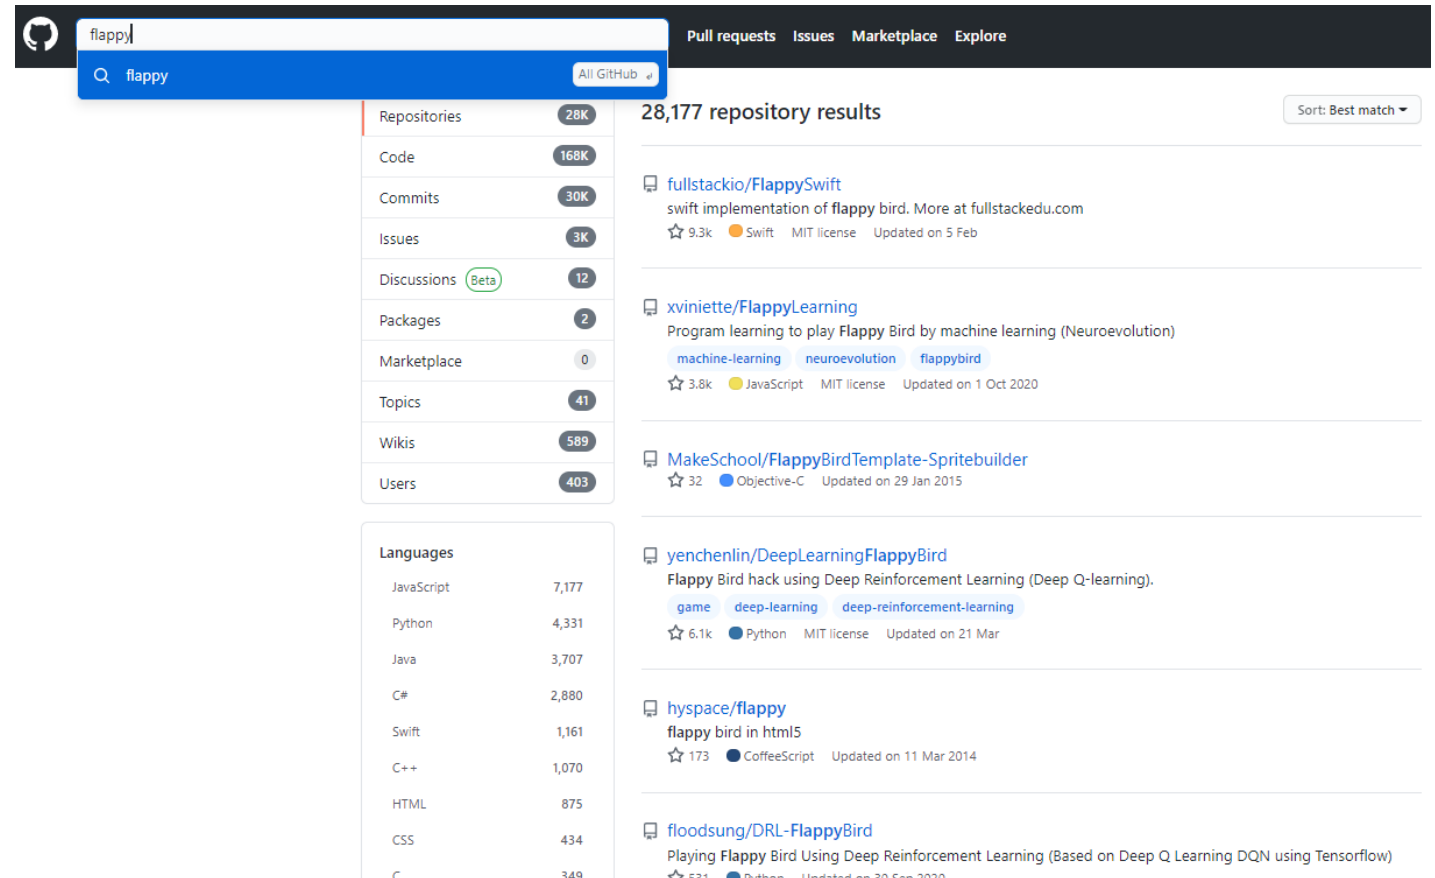 flappy
Pull requests Issues Marketplace Explore
flappy All GitHub ↵
Repositories 28K
Code 168K
Commits 30K
Issues 3K
Discussions Beta 12
Packages 2
Marketplace 0
Topics 41
Wikis 589
Users 403
Languages
JavaScript 7,177
Python 4,331
Java 3,707
C# 2,880
Swift 1,161
C++ 1,070
HTML 875
CSS 434
C 349
28,177 repository results
Sort: Best match
fullstackio/FlappySwift
swift implementation of flappy bird. More at fullstackedu.com
9.3k Swift MIT license Updated on 5 Feb
xviniette/FlappyLearning
Program learning to play Flappy Bird by machine learning (Neuroevolution)
machine-learning neuroevolution flappybird
3.8k JavaScript MIT license Updated on 1 Oct 2020
MakeSchool/FlappyBirdTemplate-Spritebuilder
32 Objective-C Updated on 29 Jan 2015
yenchenlin/DeepLearningFlappyBird
Flappy Bird hack using Deep Reinforcement Learning (Deep Q-learning).
game deep-learning deep-reinforcement-learning
6.1k Python MIT license Updated on 21 Mar
hyspace/flappy
flappy bird in html5
173 CoffeeScript Updated on 11 Mar 2014
floodsung/DRL-FlappyBird
Playing Flappy Bird Using Deep Reinforcement Learning (Based on Deep Q Learning DQN using Tensorflow)
531 Python Updated on 30 Sep 2020